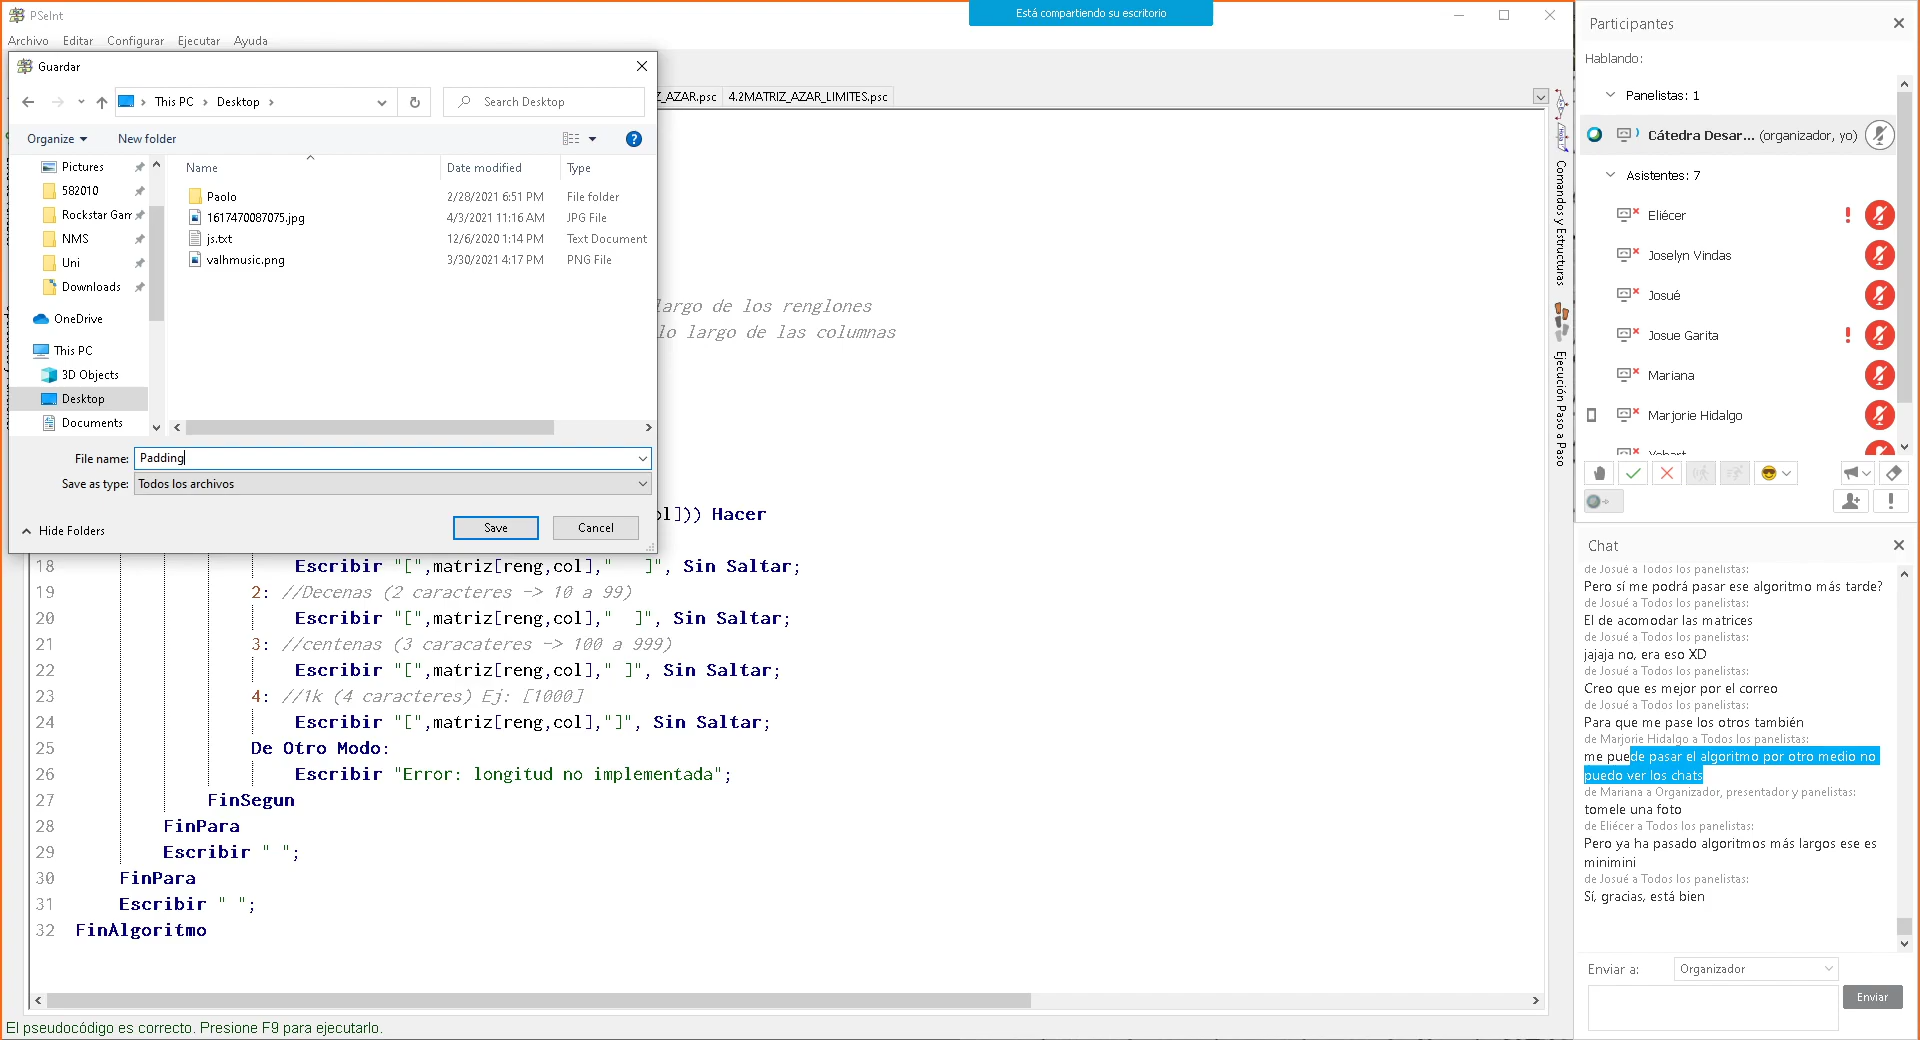 PSeInt
Está compartiendo su escritorio
Archivo Editar Configurar Ejecutar Ayuda
Guardar
This PC > Desktop >
Search Desktop
Organize
New folder
Pictures
582010
Rockstar Gam
NMS
Uni
Downloads
OneDrive
This PC
3D Objects
Desktop
Documents
Name Date modified Type
Paolo 2/28/2021 6:51 PM File folder
1617470087075.jpg 4/3/2021 11:16 AM JPG File
js.txt 12/6/2020 1:14 PM Text Document
valhmusic.png 3/30/2021 4:17 PM PNG File
File name: Padding
Save as type: Todos los archivos
Hide Folders
Save
Cancel
Z_AZAR.psc 4.2MATRIZ_AZAR_LIMITES.psc
largo de los renglones
lo largo de las columnas
ol])) Hacer
18 Escribir "[",matriz[reng,col],"   ]", Sin Saltar;
19 2: //Decenas (2 caracteres -> 10 a 99)
20 Escribir "[",matriz[reng,col],"  ]", Sin Saltar;
21 3: //centenas (3 caracateres -> 100 a 999)
22 Escribir "[",matriz[reng,col]," ]", Sin Saltar;
23 4: //1k (4 caracteres) Ej: [1000]
24 Escribir "[",matriz[reng,col],"]", Sin Saltar;
25 De Otro Modo:
26 Escribir "Error: longitud no implementada";
27 FinSegun
28 FinPara
29 Escribir " ";
30 FinPara
31 Escribir " ";
32 FinAlgoritmo
El pseudocódigo es correcto. Presione F9 para ejecutarlo.
Comandos y Estructuras
Ejecución Paso a Paso
Participantes
Hablando:
Panelistas: 1
Cátedra Desar... (organizador, yo)
Asistentes: 7
Eliécer
Joselyn Vindas
Josué
Josue Garita
Mariana
Marjorie Hidalgo
Chat
de Josué a Todos los panelistas:
Pero sí me podrá pasar ese algoritmo más tarde?
de Josué a Todos los panelistas:
El de acomodar las matrices
de Josué a Todos los panelistas:
jajaja no, era eso XD
de Josué a Todos los panelistas:
Creo que es mejor por el correo
de Josué a Todos los panelistas:
Para que me pase los otros también
de Marjorie Hidalgo a Todos los panelistas:
me puede pasar el algoritmo por otro medio no
puedo ver los chats
de Mariana a Organizador, presentador y panelistas:
tomele una foto
de Eliécer a Todos los panelistas:
Pero ya ha pasado algoritmos más largos ese es
minimini
de Josué a Todos los panelistas:
Sí, gracias, está bien
Enviar a: Organizador
Enviar